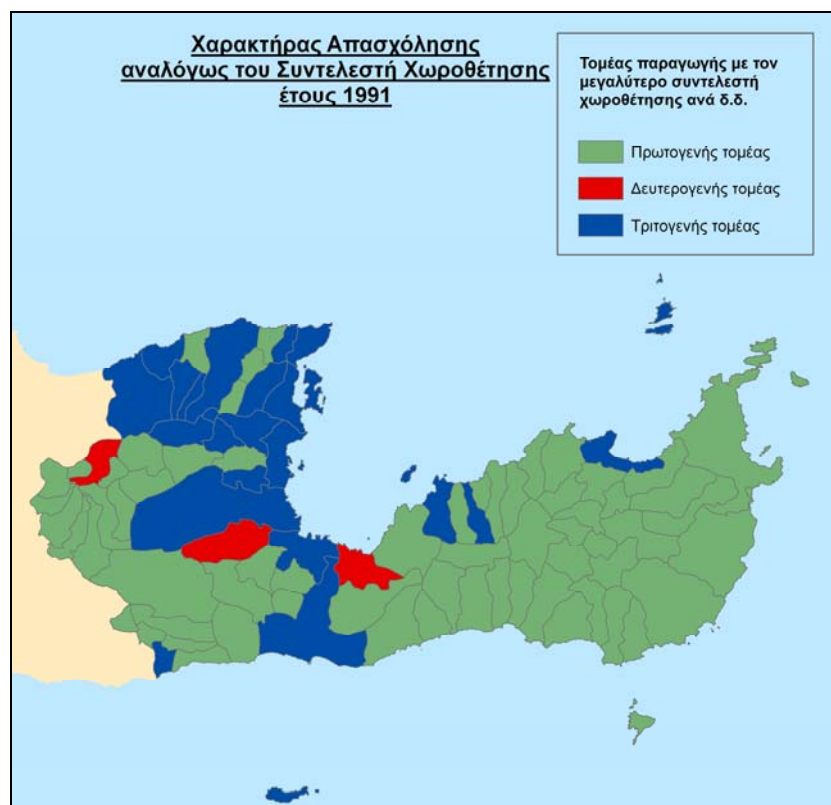 Χαρακτήρας Απασχόλησης
αναλόγως του Συντελεστή Χωροθέτησης
έτους 1991
Τομέας παραγωγής με τον
μεγαλύτερο συντελεστή
χωροθέτησης ανά δ.δ.
Πρωτογενής τομέας
Δευτερογενής τομέας
Τριτογενής τομέας